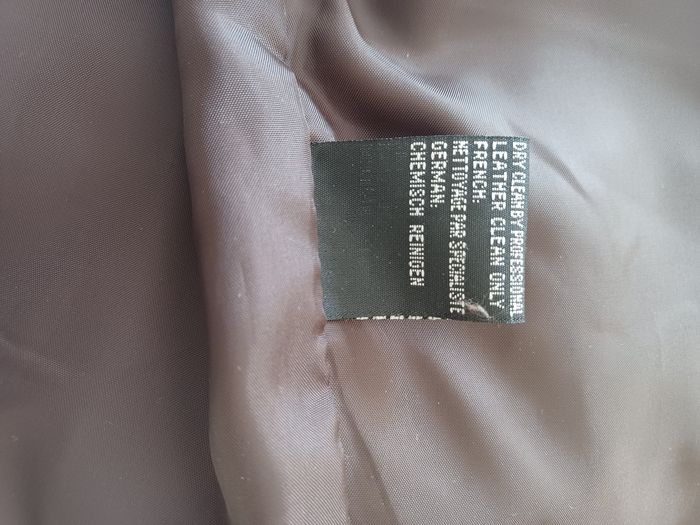 DRY CLEAN BY PROFESSIONAL
LEATHER CLEAN ONLY
FRENCH:
NETTOYAGE PAR SPECIALISTE
GERMAN:
CHEMISCH REINIGEN